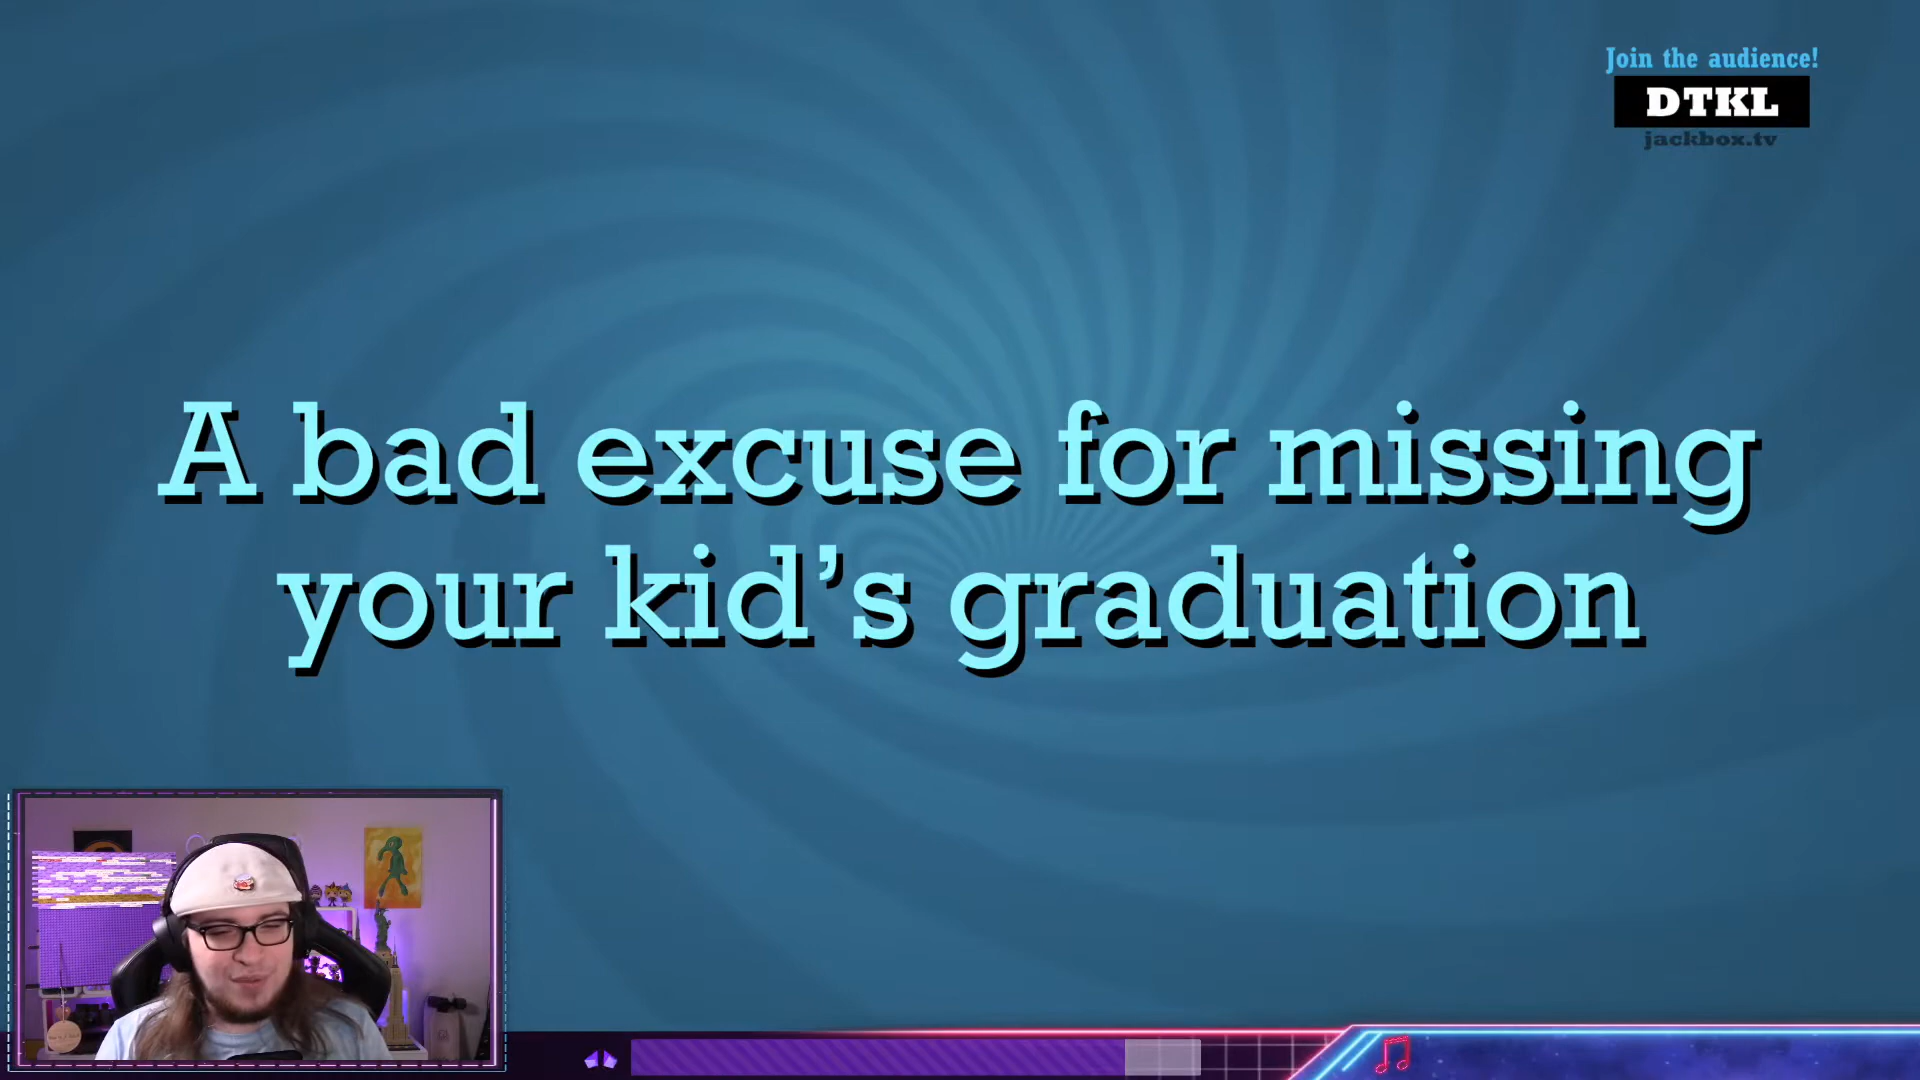 Join the audience!
DTKL
jackbox.tv
A bad excuse for missing
your kid’s graduation